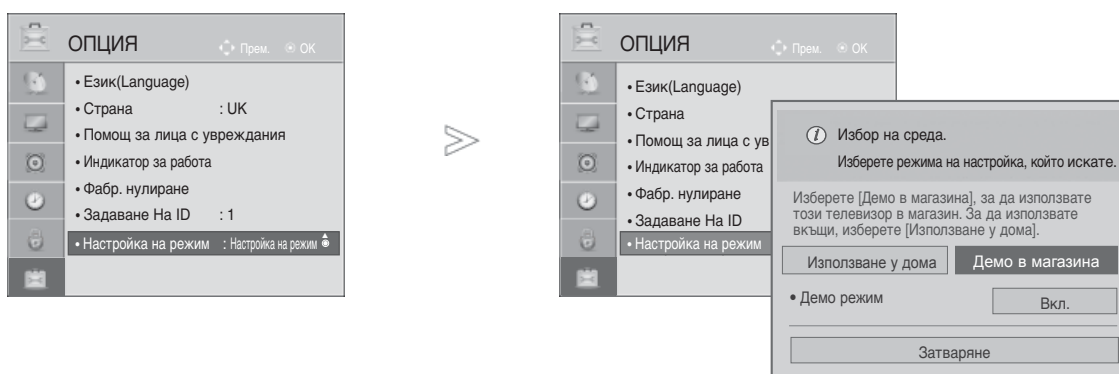 ОПЦИЯ
Прем. OK
• Език(Language)
• Страна : UK
• Помощ за лица с увреждания
• Индикатор за работа
• Фабр. нулиране
• Задаване На ID : 1
• Настройка на режим : Настройка на режим
ОПЦИЯ
Прем. OK
• Език(Language)
• Страна
• Помощ за лица с ув
• Индикатор за работа
• Фабр. нулиране
• Задаване На ID
• Настройка на режим
Избор на среда.
Изберете режима на настройка, който искате.
Изберете [Демо в магазина], за да използвате
този телевизор в магазин. За да използвате
вкъщи, изберете [Използване у дома].
Използване у дома Демо в магазина
• Демо режим Вкл.
Затваряне